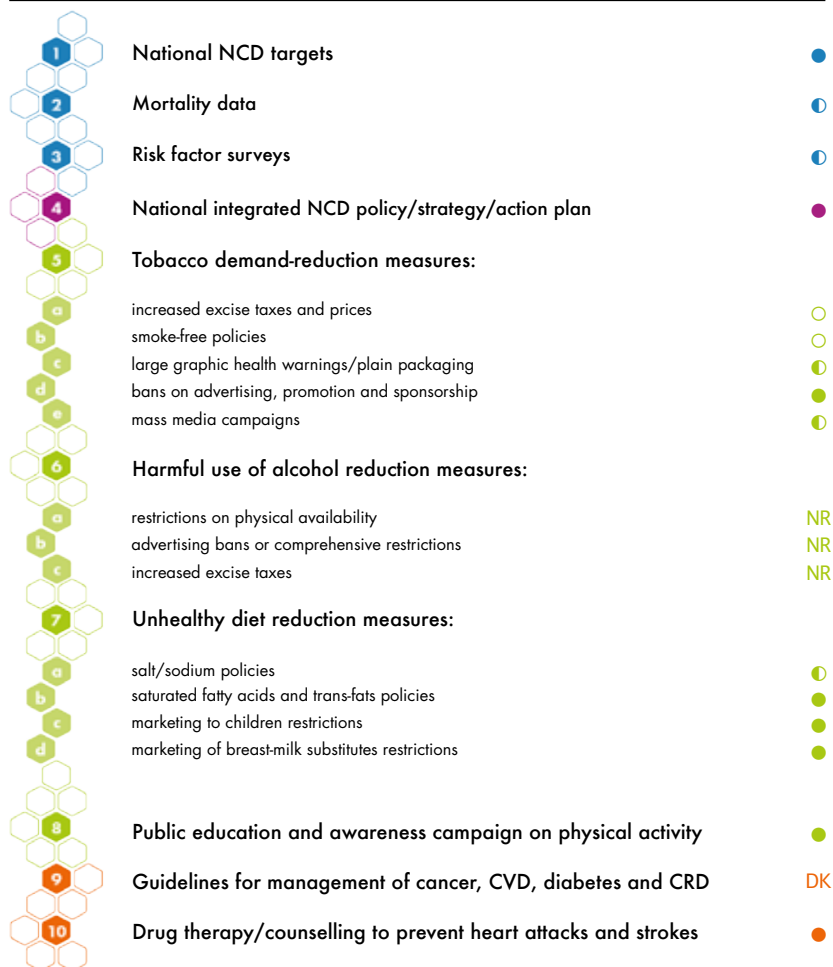 1 National NCD targets ●
2 Mortality data ◐
3 Risk factor surveys ◐
4 National integrated NCD policy/strategy/action plan ●
5 Tobacco demand-reduction measures:
a increased excise taxes and prices ○
b smoke-free policies ○
c large graphic health warnings/plain packaging ◐
d bans on advertising, promotion and sponsorship ●
e mass media campaigns ◐
6 Harmful use of alcohol reduction measures:
a restrictions on physical availability NR
b advertising bans or comprehensive restrictions NR
c increased excise taxes NR
7 Unhealthy diet reduction measures:
a salt/sodium policies ◐
b saturated fatty acids and trans-fats policies ●
c marketing to children restrictions ●
d marketing of breast-milk substitutes restrictions ●
8 Public education and awareness campaign on physical activity ●
9 Guidelines for management of cancer, CVD, diabetes and CRD DK
10 Drug therapy/counselling to prevent heart attacks and strokes ●